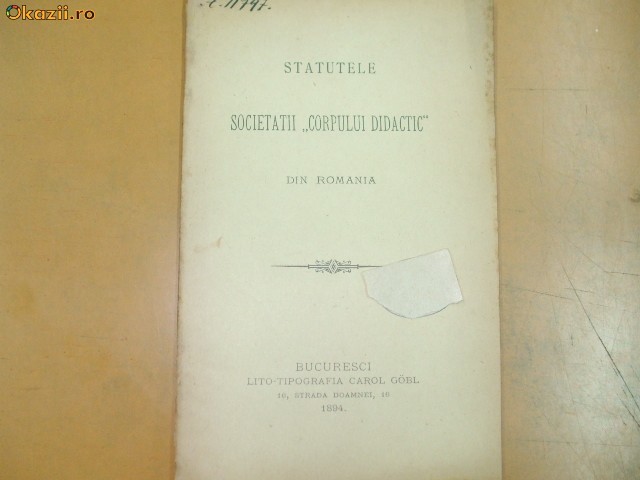 Okazii.ro
STATUTELE
SOCIETATII „CORPULUI DIDACTIC"
DIN ROMANIA
BUCURESCI
LITO-TIPOGRAFIA CAROL GÖBL
16, STRADA DOAMNEI, 16
1894.